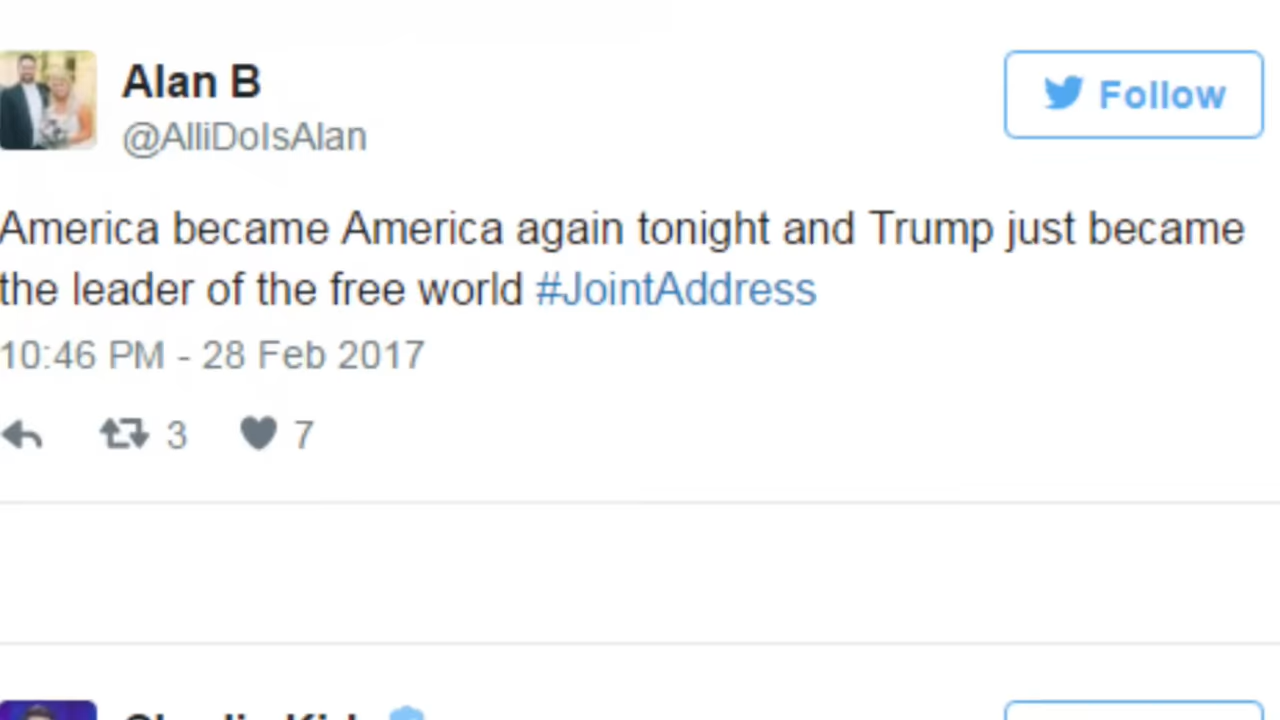 Alan B
Follow
@AlliDoIsAlan
America became America again tonight and Trump just became
the leader of the free world #JointAddress
10:46 PM - 28 Feb 2017
3 7